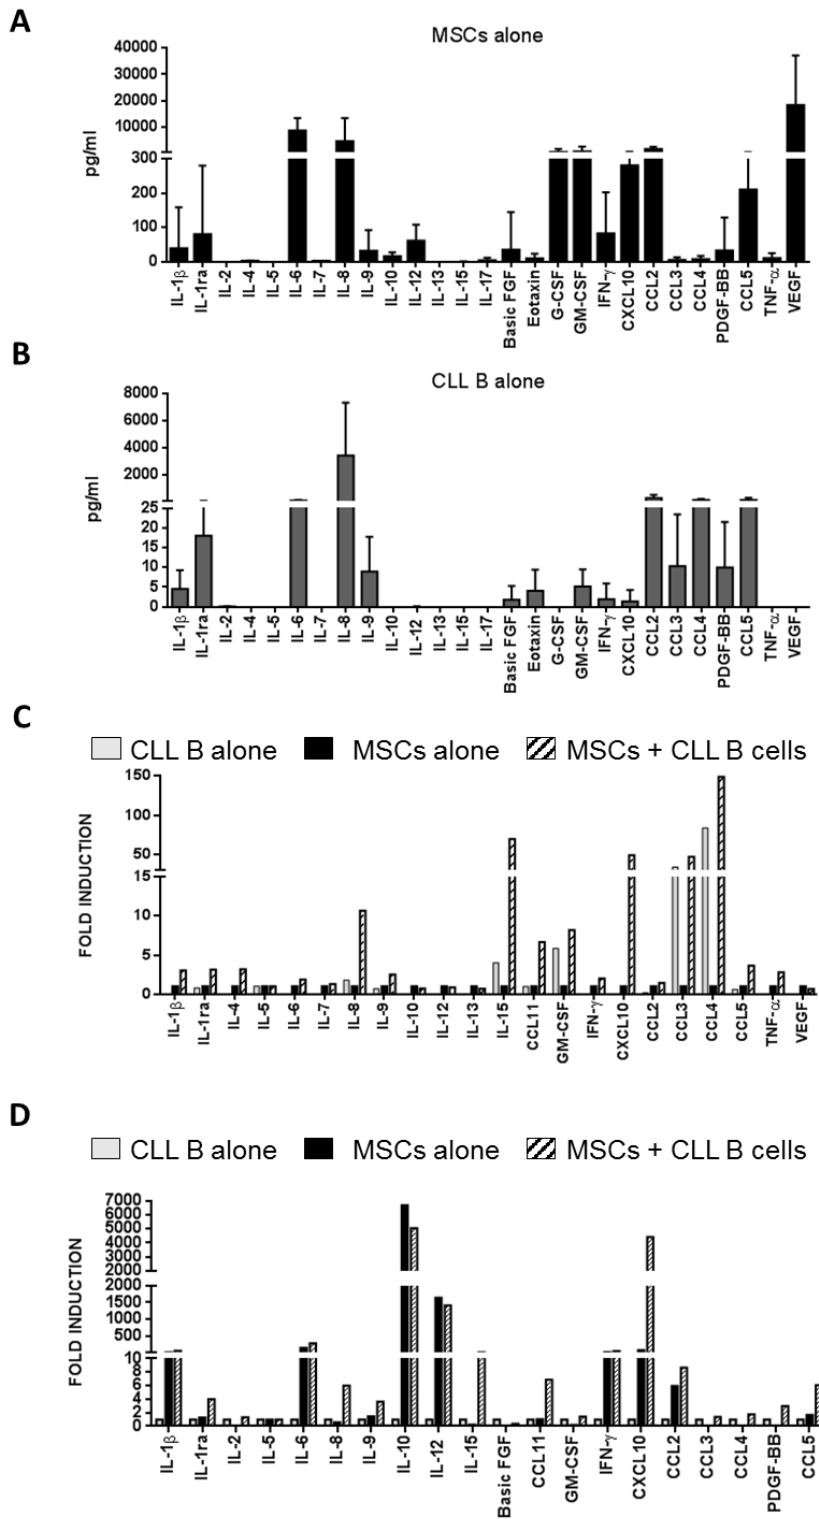 A
MSCs alone
40000
30000
20000
10000
300
200
100
0
pg/ml
IL-1β
IL-1ra
IL-2
IL-4
IL-5
IL-6
IL-7
IL-8
IL-9
IL-10
IL-12
IL-13
IL-15
IL-17
Basic FGF
Eotaxin
G-CSF
GM-CSF
IFN-γ
CXCL10
CCL2
CCL3
CCL4
PDGF-BB
CCL5
TNF-α
VEGF
B
CLL B alone
8000
6000
4000
2000
25
20
15
10
5
0
pg/ml
IL-1β
IL-1ra
IL-2
IL-4
IL-5
IL-6
IL-7
IL-8
IL-9
IL-10
IL-12
IL-13
IL-15
IL-17
Basic FGF
Eotaxin
G-CSF
GM-CSF
IFN-γ
CXCL10
CCL2
CCL3
CCL4
PDGF-BB
CCL5
TNF-α
VEGF
C
CLL B alone MSCs alone MSCs + CLL B cells
150
100
50
15
10
5
0
FOLD INDUCTION
IL-1β
IL-1ra
IL-4
IL-5
IL-6
IL-7
IL-8
IL-9
IL-10
IL-12
IL-13
IL-15
CCL11
GM-CSF
IFN-γ
CXCL10
CCL2
CCL3
CCL4
CCL5
TNF-α
VEGF
D
CLL B alone MSCs alone MSCs + CLL B cells
7000
6000
5000
4000
3000
2000
2000
1500
1000
500
10
8
6
4
2
0
FOLD INDUCTION
IL-1β
IL-1ra
IL-2
IL-5
IL-6
IL-8
IL-9
IL-10
IL-12
IL-15
Basic FGF
CCL11
GM-CSF
IFN-γ
CXCL10
CCL2
CCL3
CCL4
PDGF-BB
CCL5